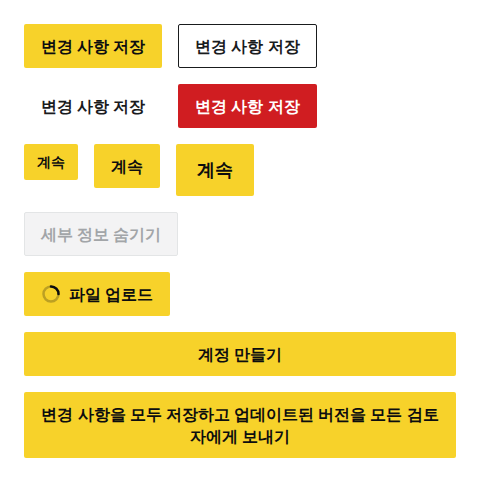 변경 사항 저장 변경 사항 저장
변경 사항 저장 변경 사항 저장
계속 계속 계속
세부 정보 숨기기
파일 업로드
계정 만들기
변경 사항을 모두 저장하고 업데이트된 버전을 모든 검토
자에게 보내기